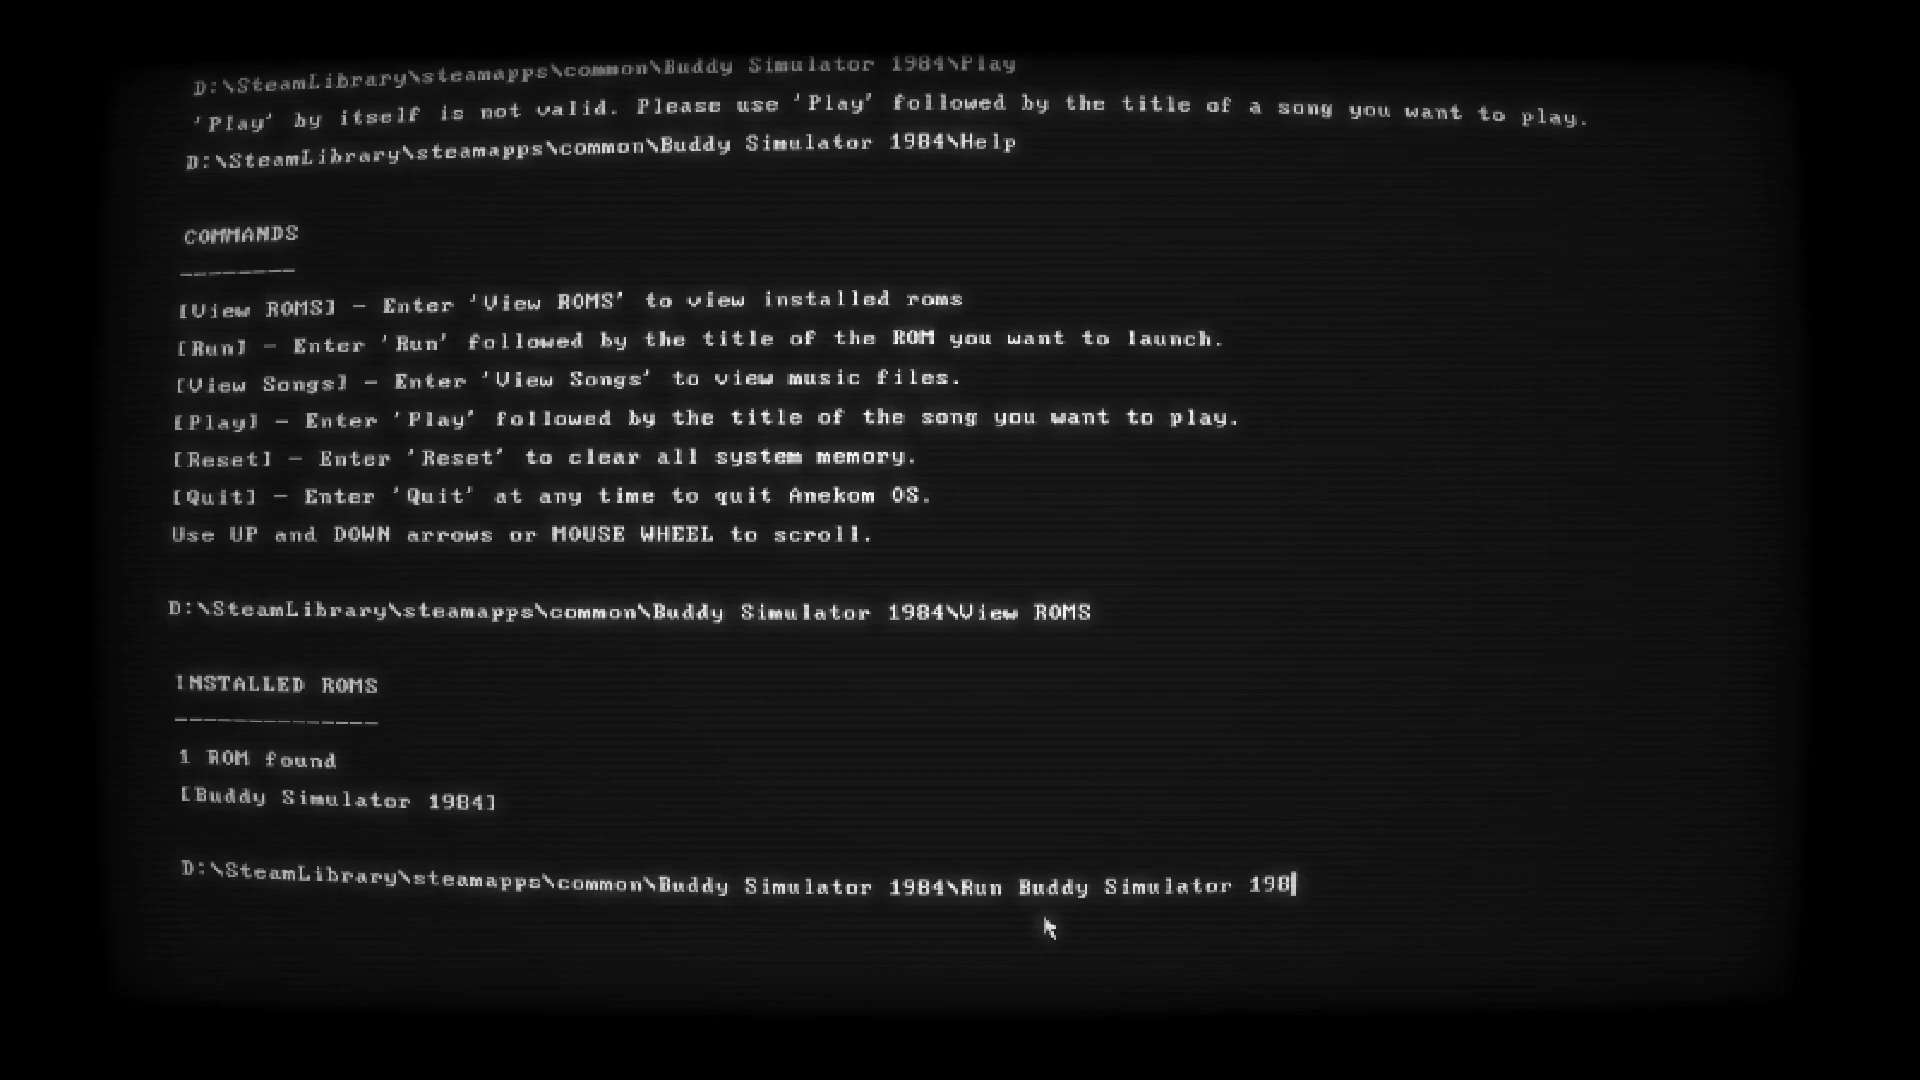 D:\SteamLibrary\steamapps\common\Buddy Simulator 1984\Play
'Play' by itself is not valid. Please use 'Play' followed by the title of a song you want to play.
D:\SteamLibrary\steamapps\common\Buddy Simulator 1984\Help
COMMANDS
--------
[View ROMS] - Enter 'View ROMS' to view installed roms
[Run] - Enter 'Run' followed by the title of the ROM you want to launch.
[View Songs] - Enter 'View Songs' to view music files.
[Play] - Enter 'Play' followed by the title of the song you want to play.
[Reset] - Enter 'Reset' to clear all system memory.
[Quit] - Enter 'Quit' at any time to quit Anekom OS.
Use UP and DOWN arrows or MOUSE WHEEL to scroll.
D:\SteamLibrary\steamapps\common\Buddy Simulator 1984\View ROMS
INSTALLED ROMS
--------------
1 ROM found
[Buddy Simulator 1984]
D:\SteamLibrary\steamapps\common\Buddy Simulator 1984\Run Buddy Simulator 198